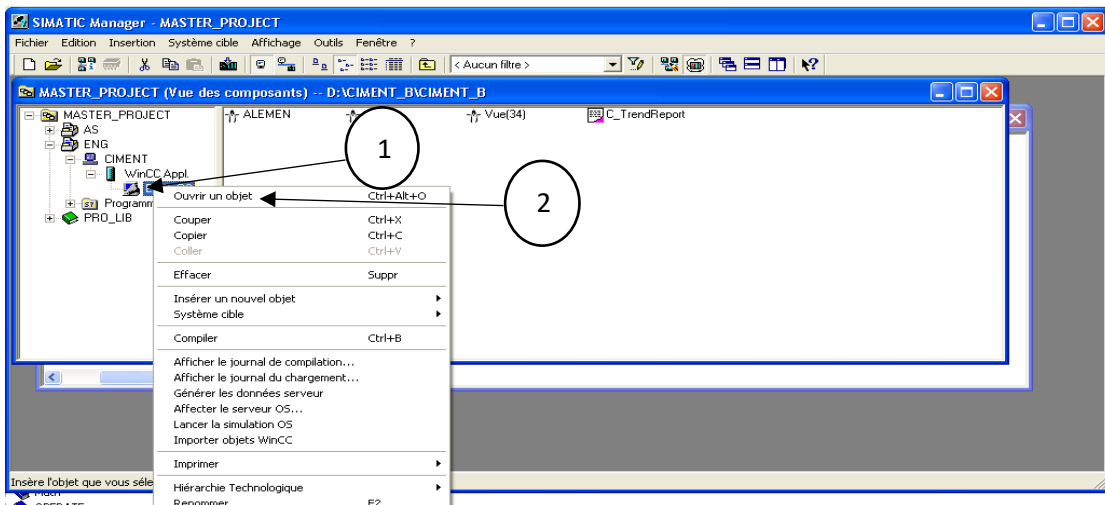 SIMATIC Manager - MASTER_PROJECT
Fichier Edition Insertion Système cible Affichage Outils Fenêtre ?
< Aucun filtre >
MASTER_PROJECT (Vue des composants) -- D:\CIMENT_B\CIMENT_B
MASTER_PROJECT
AS
ENG
CIMENT
WinCC Appl.
Programm
PRO_LIB
ALEMEN
Vue(34)
C_TrendReport
1
2
Ouvrir un objet Ctrl+Alt+O
Couper Ctrl+X
Copier Ctrl+C
Coller Ctrl+V
Effacer Suppr
Insérer un nouvel objet
Système cible
Compiler Ctrl+B
Afficher le journal de compilation...
Afficher le journal du chargement...
Générer les données serveur
Affecter le serveur OS...
Lancer la simulation OS
Importer objets WinCC
Imprimer
Hiérarchie Technologique
Renommer F2
Insère l'objet que vous séle